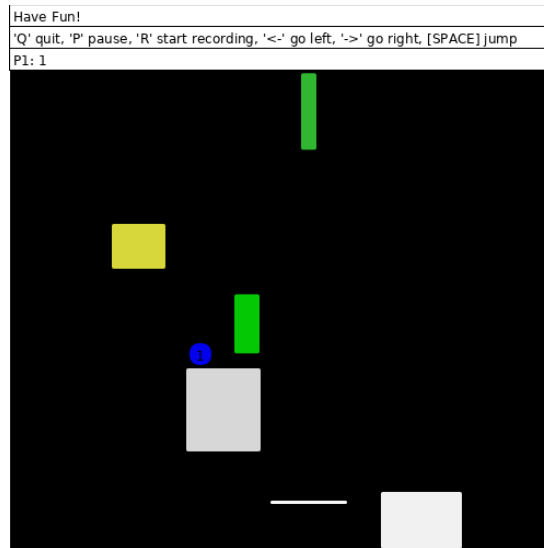 Have Fun!
'Q' quit, 'P' pause, 'R' start recording, '<-' go left, '->' go right, [SPACE] jump
P1: 1
1